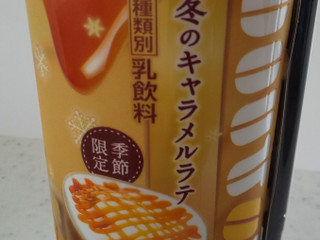 冬のキャラメルラテ
種類別 乳飲料
季節
限定